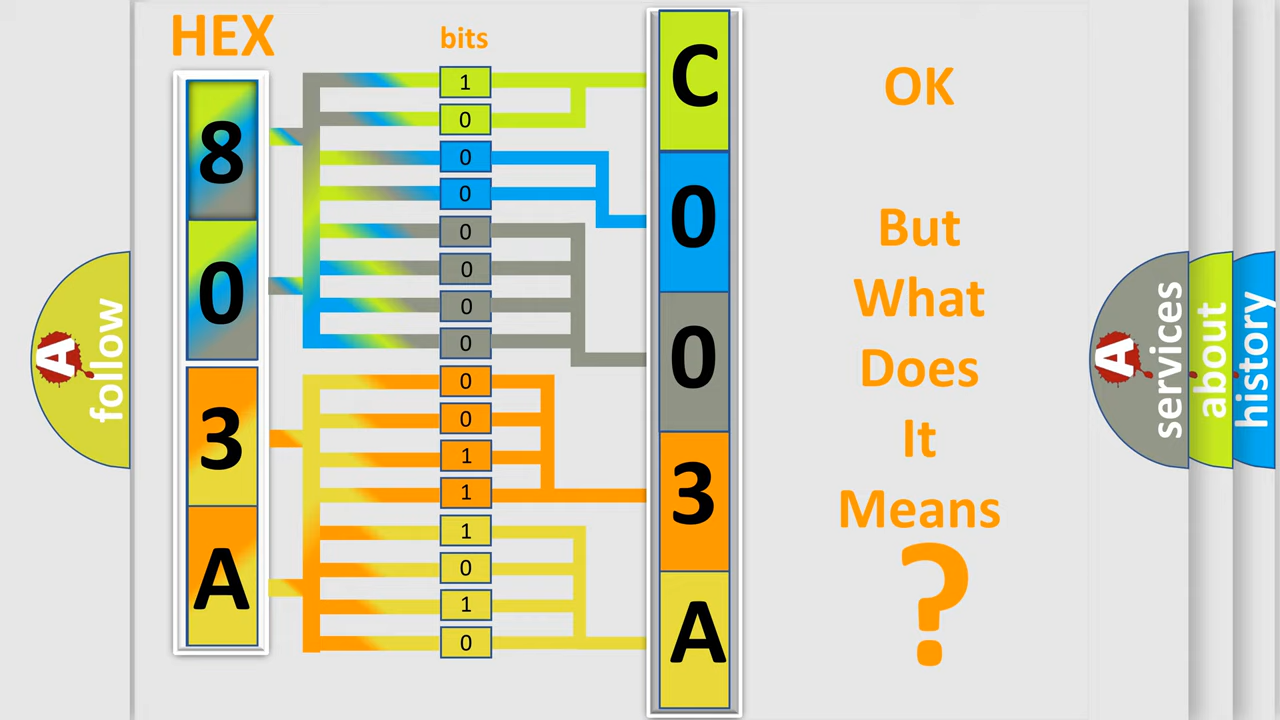 HEX
bits
8
0
3
A
1
0
0
0
0
0
0
0
0
0
1
1
1
0
1
0
C
0
0
3
A
OK
But
What
Does
It
Means
?
A
follow
A
services
about
history